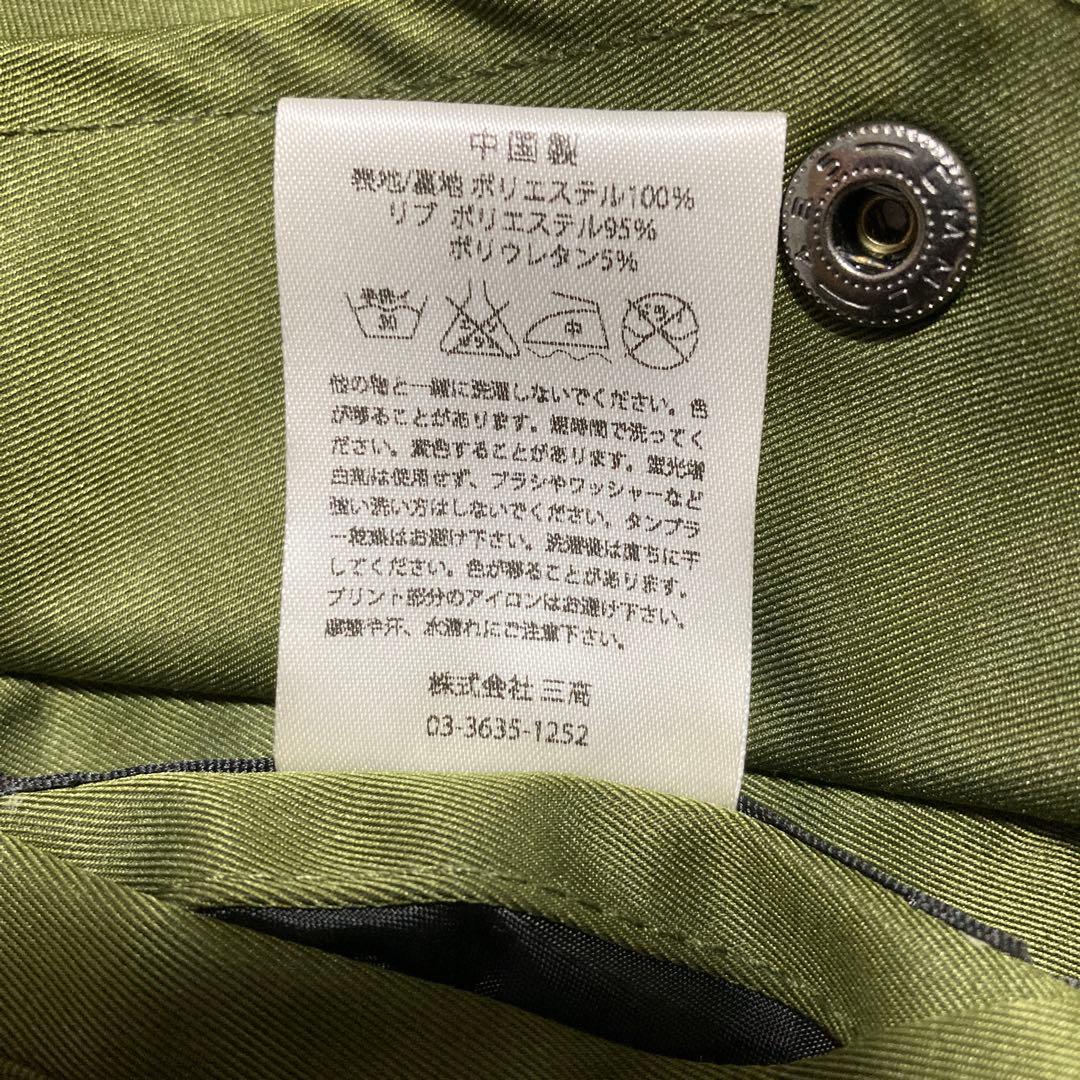 中国製
表地/裏地 ポリエステル100%
リブ ポリエステル95%
ポリウレタン5%
30
中
他の物と一緒に洗濯しないでください。色
が移ることがあります。短時間で洗ってく
ださい。変色することがあります。蛍光増
白剤は使用せず、ブラシやワッシャーなど
強い洗い方はしないでください。タンブラ
ー乾燥はお避け下さい。洗濯後は直ちに干
してください。色が移ることがあります。
プリント部分のアイロンはお避け下さい。
摩擦や汗、水濡れにご注意下さい。
株式会社 三高
03-3635-1252